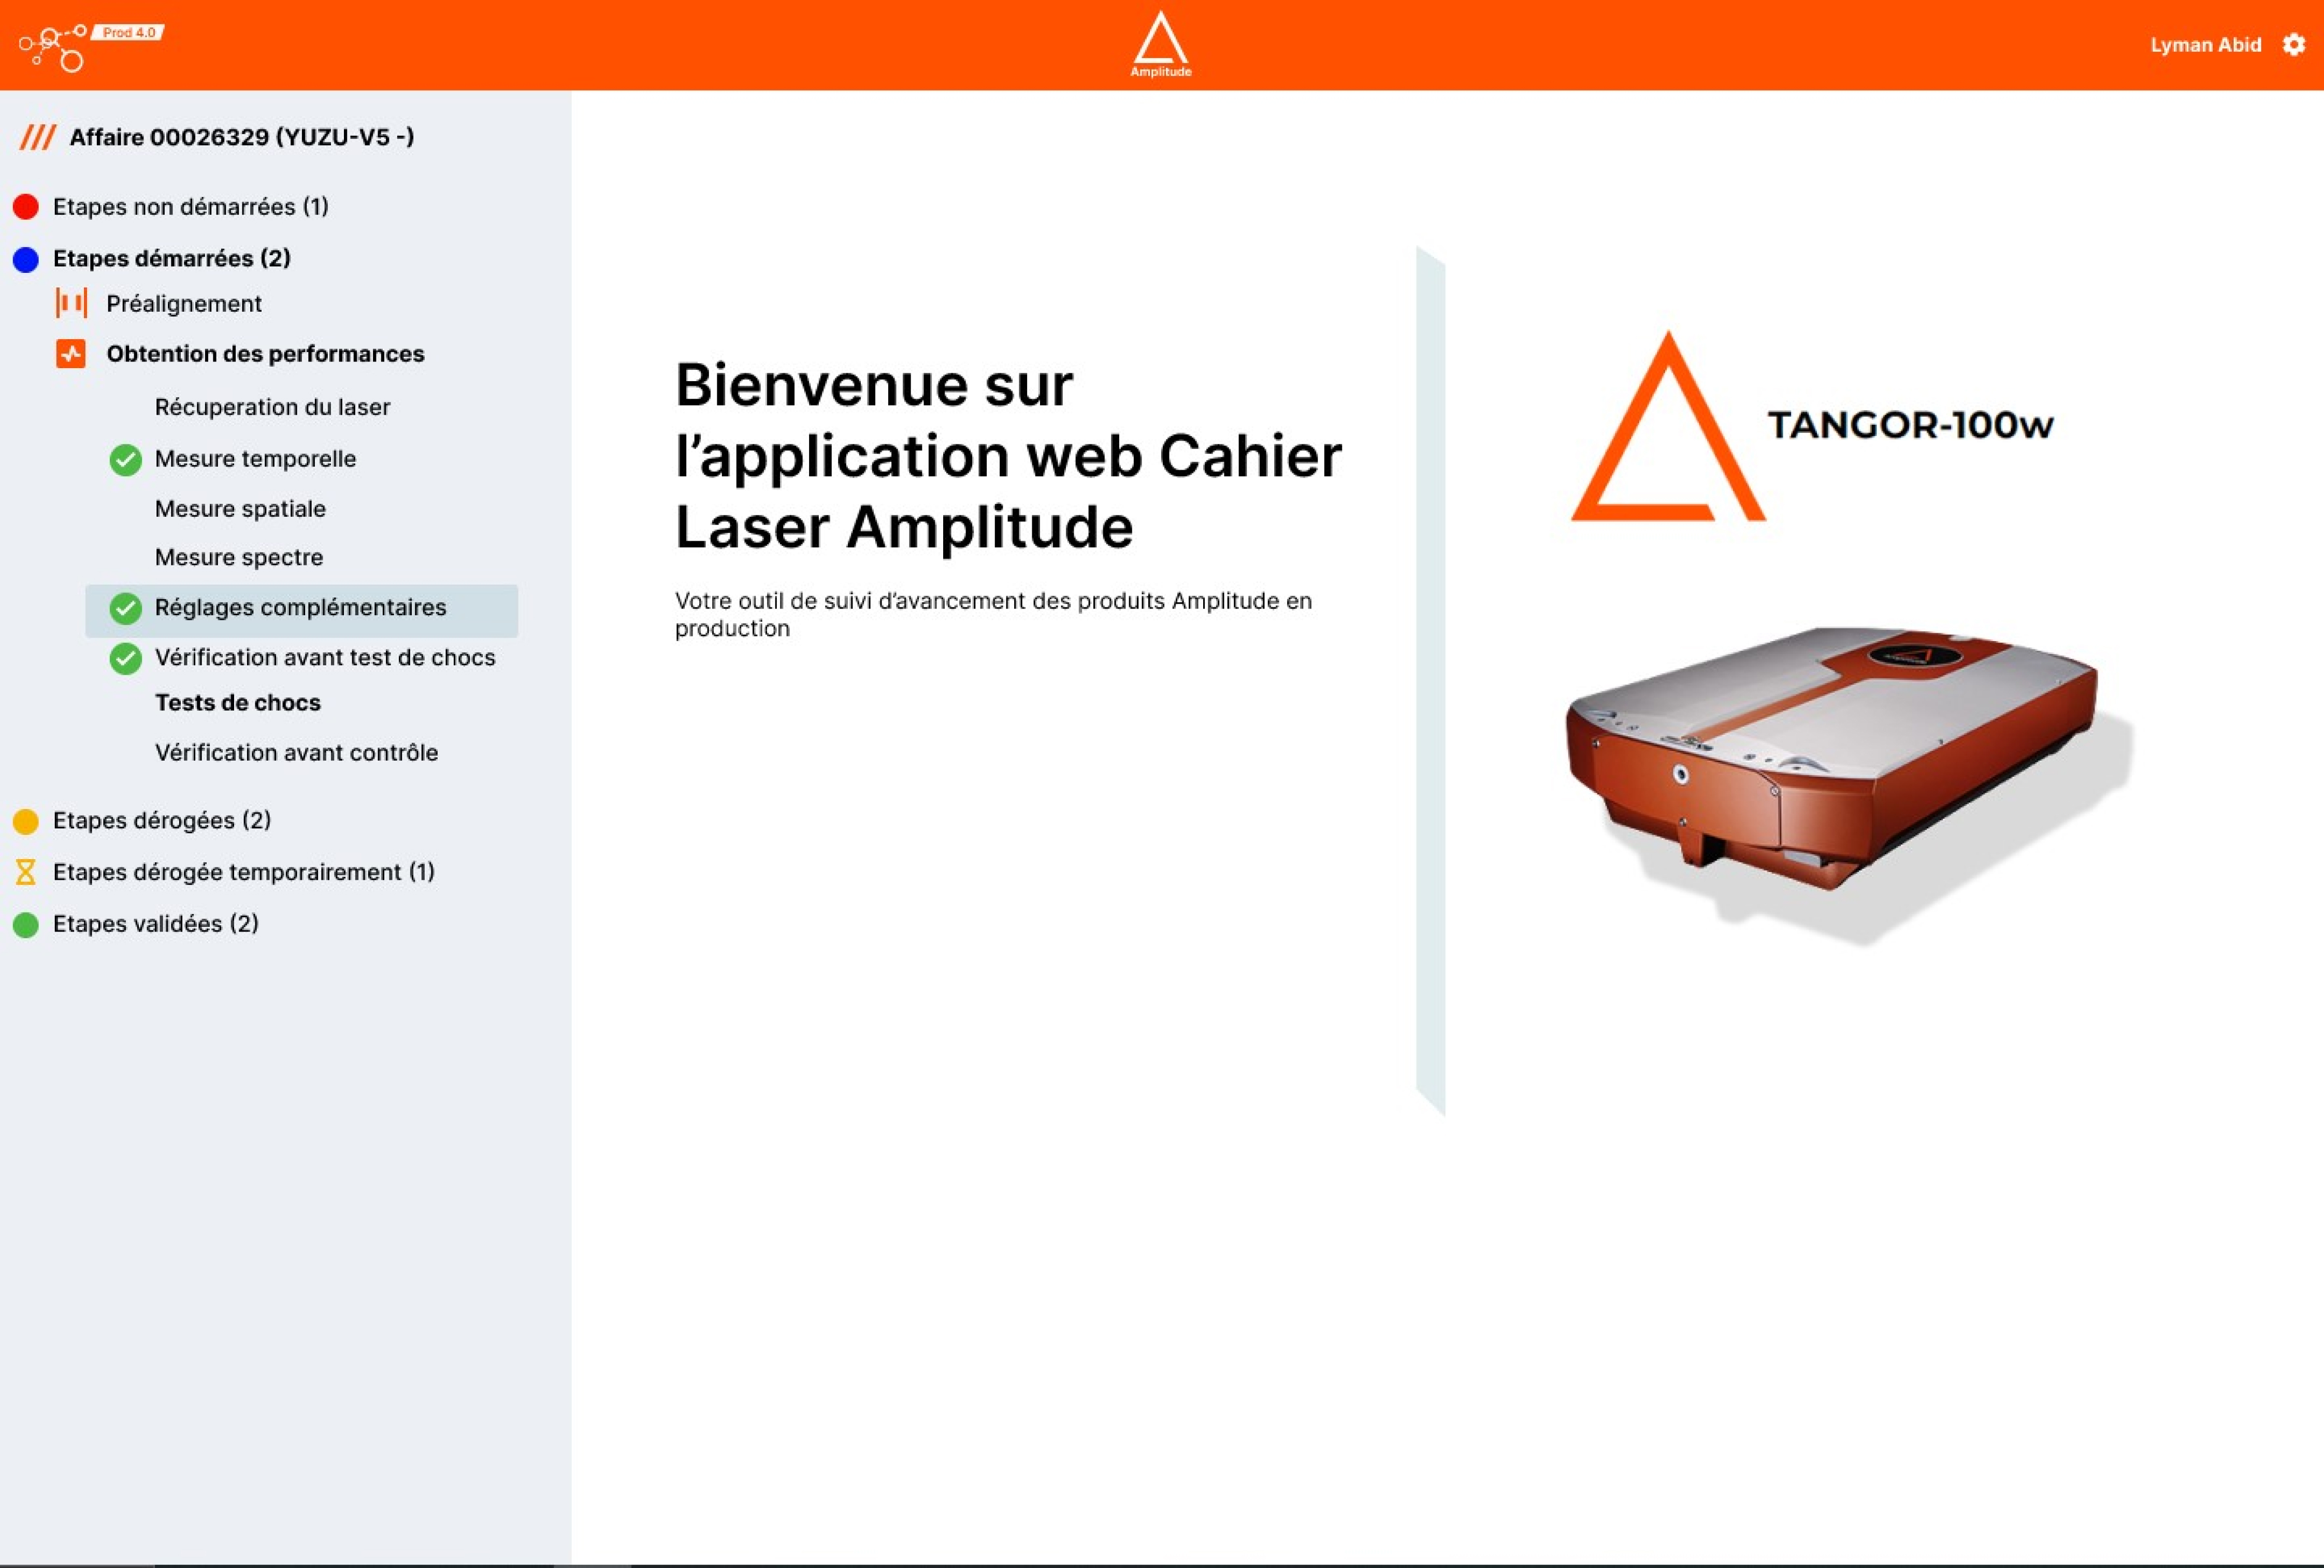 Prod 4.0
Amplitude
Lyman Abid
Affaire 00026329 (YUZU-V5 -)
Etapes non démarrées (1)
Etapes démarrées (2)
Préalignement
Obtention des performances
Récuperation du laser
Mesure temporelle
Mesure spatiale
Mesure spectre
Réglages complémentaires
Vérification avant test de chocs
Tests de chocs
Vérification avant contrôle
Etapes dérogées (2)
Etapes dérogée temporairement (1)
Etapes validées (2)
Bienvenue sur
l’application web Cahier
Laser Amplitude
Votre outil de suivi d’avancement des produits Amplitude en
production
TANGOR-100w